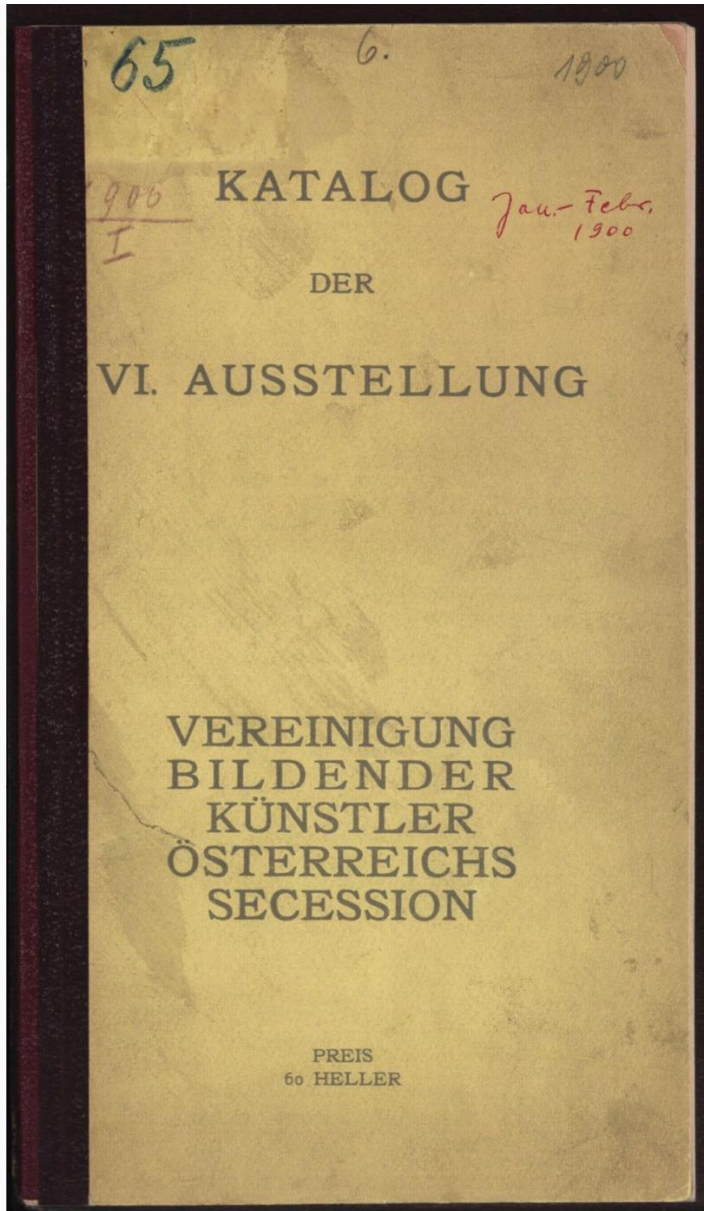 65
6.
1900
KATALOG
1900
I
Jan.- Febr.
1900
DER
VI. AUSSTELLUNG
VEREINIGUNG
BILDENDER
KÜNSTLER
ÖSTERREICHS
SECESSION
PREIS
60 HELLER